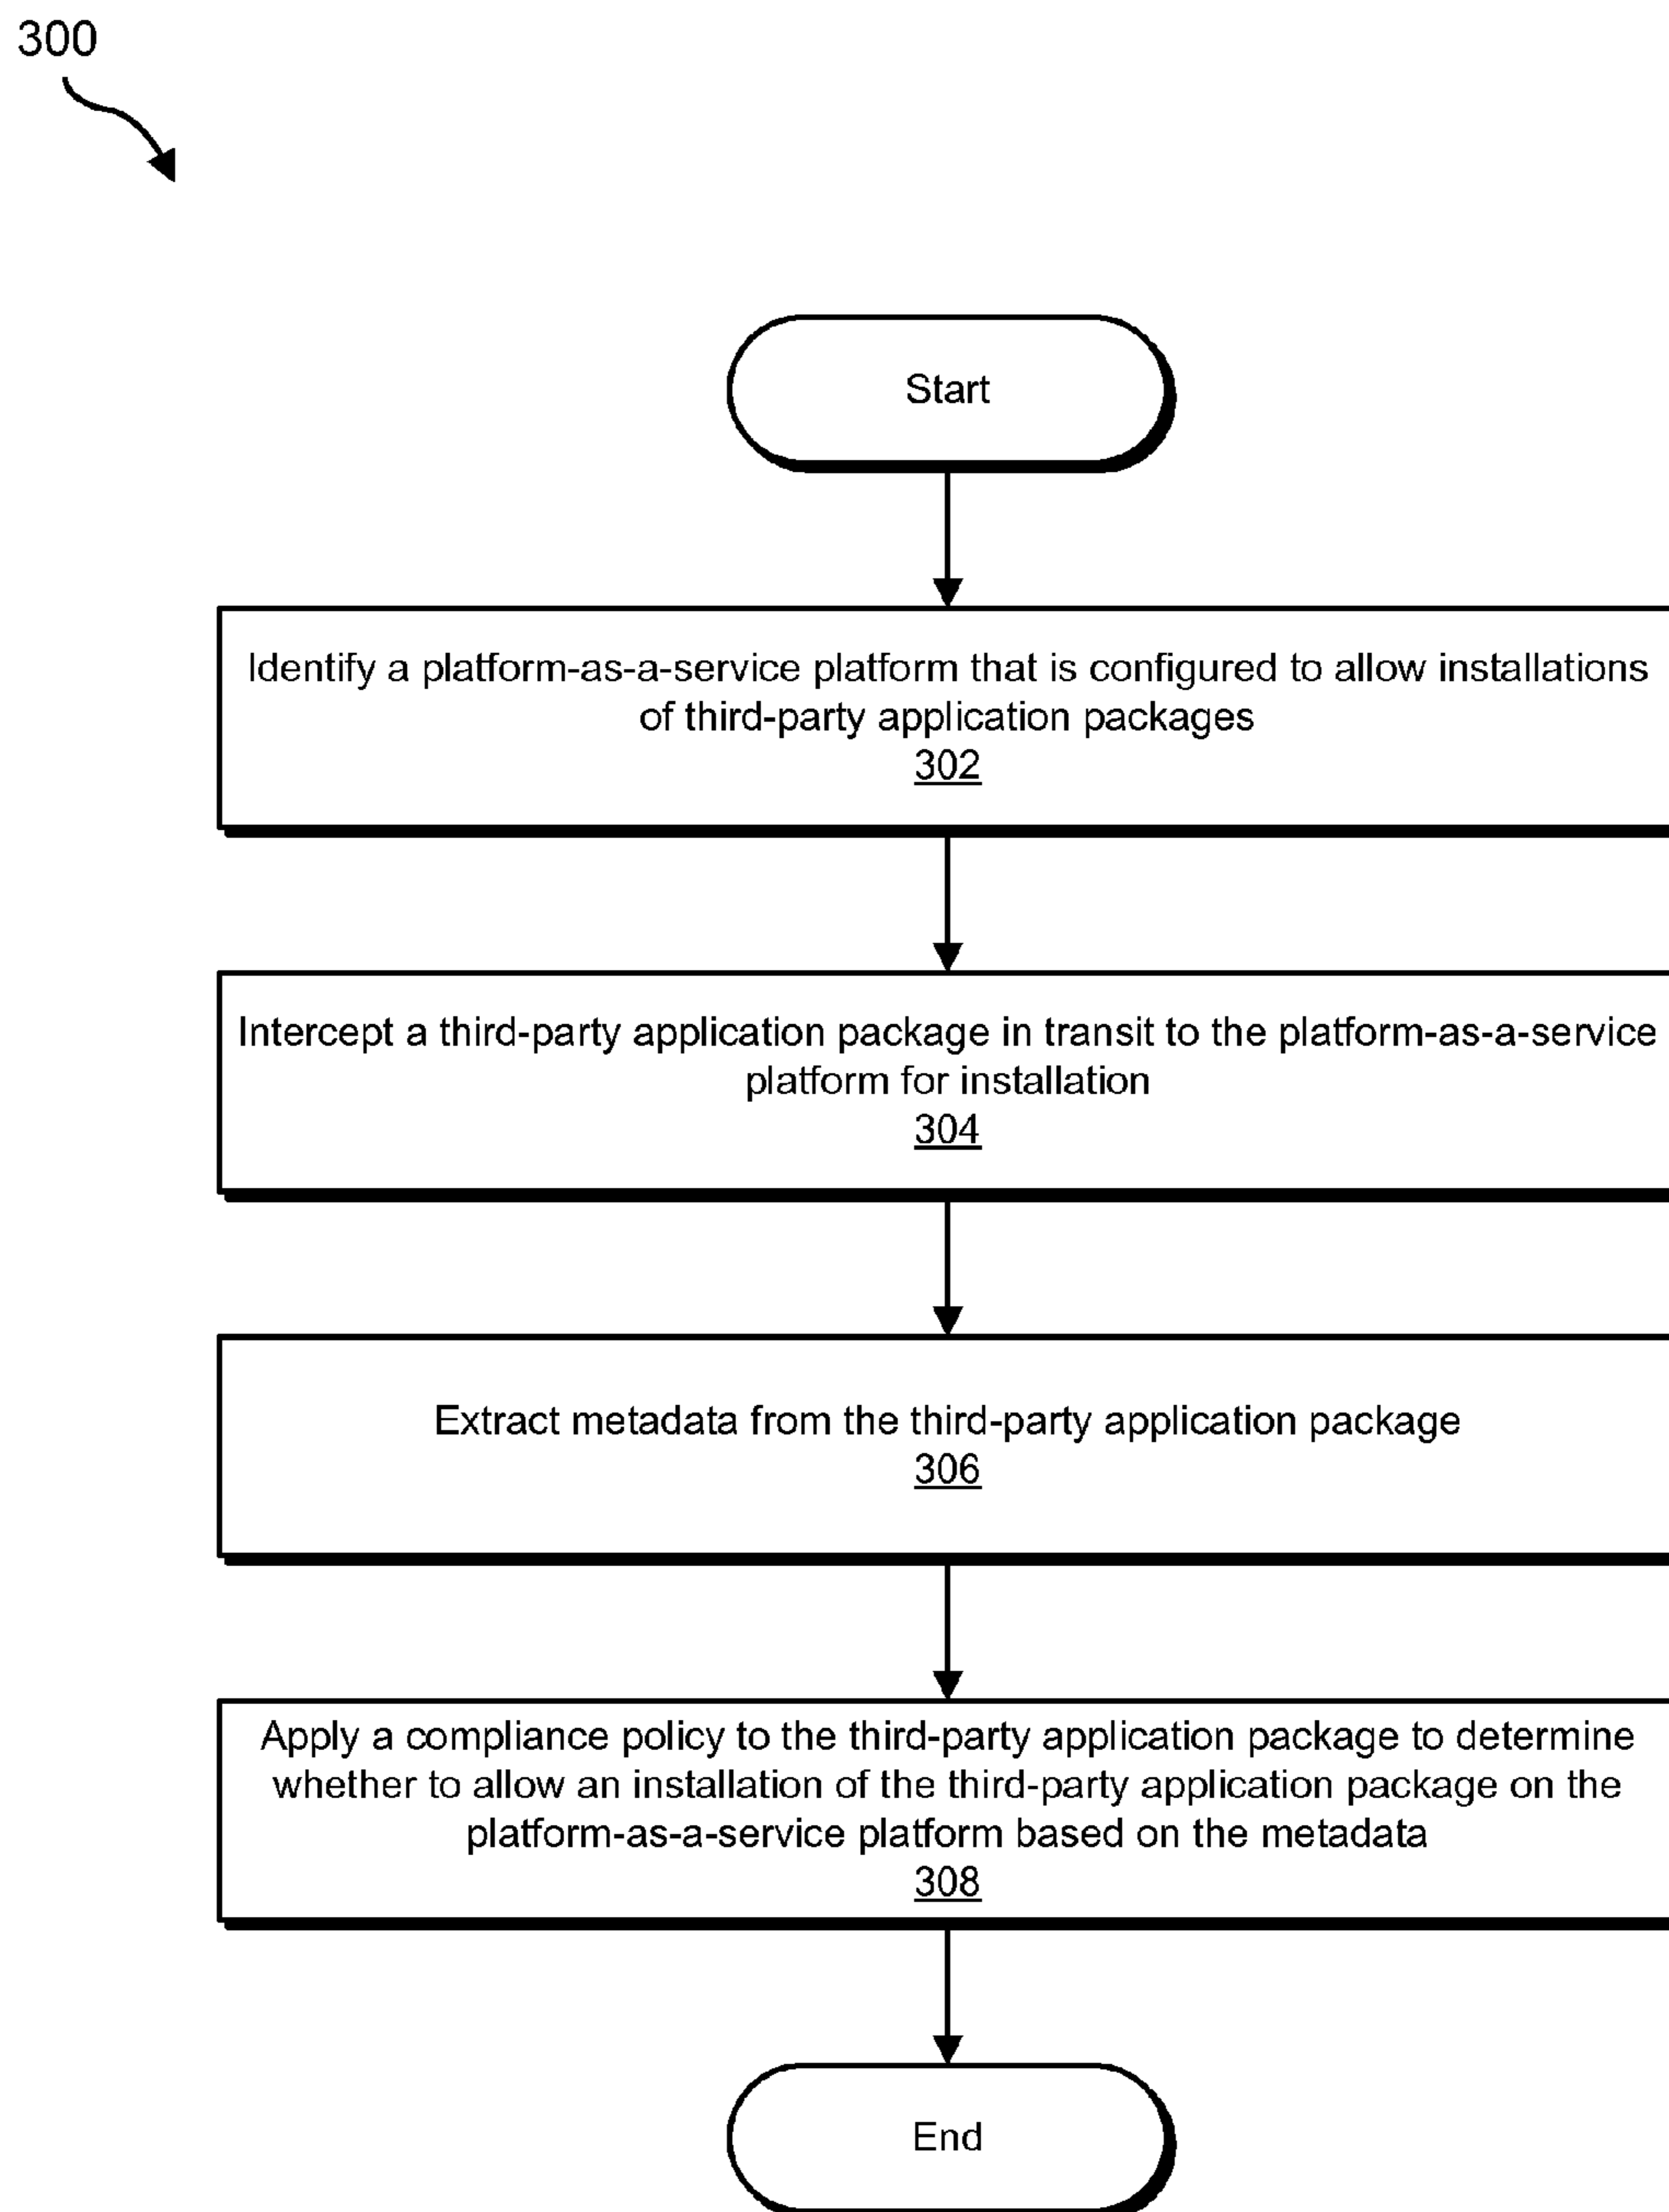 300
Start
Identify a platform-as-a-service platform that is configured to allow installations
of third-party application packages
302
Intercept a third-party application package in transit to the platform-as-a-service
platform for installation
304
Extract metadata from the third-party application package
306
Apply a compliance policy to the third-party application package to determine
whether to allow an installation of the third-party application package on the
platform-as-a-service platform based on the metadata
308
End